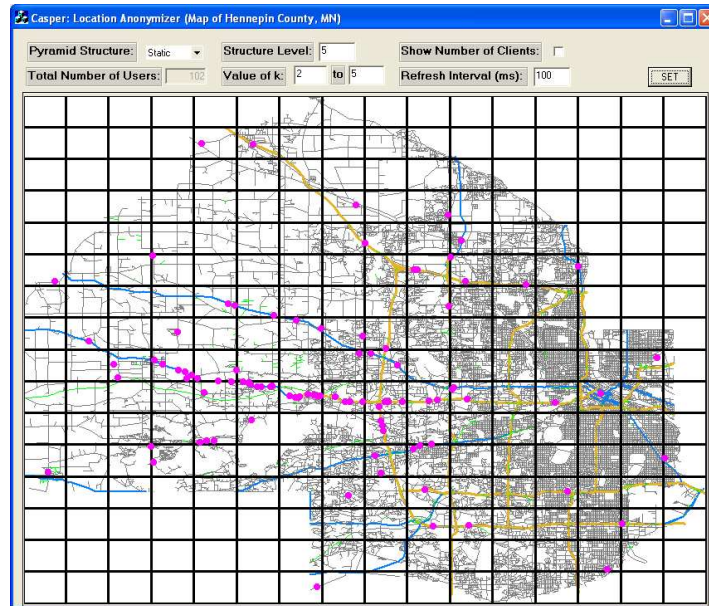 Casper: Location Anonymizer (Map of Hennepin County, MN)
Pyramid Structure: Static Structure Level: 5 Show Number of Clients:
Total Number of Users: 102 Value of k: 2 to 5 Refresh Interval (ms): 100 SET